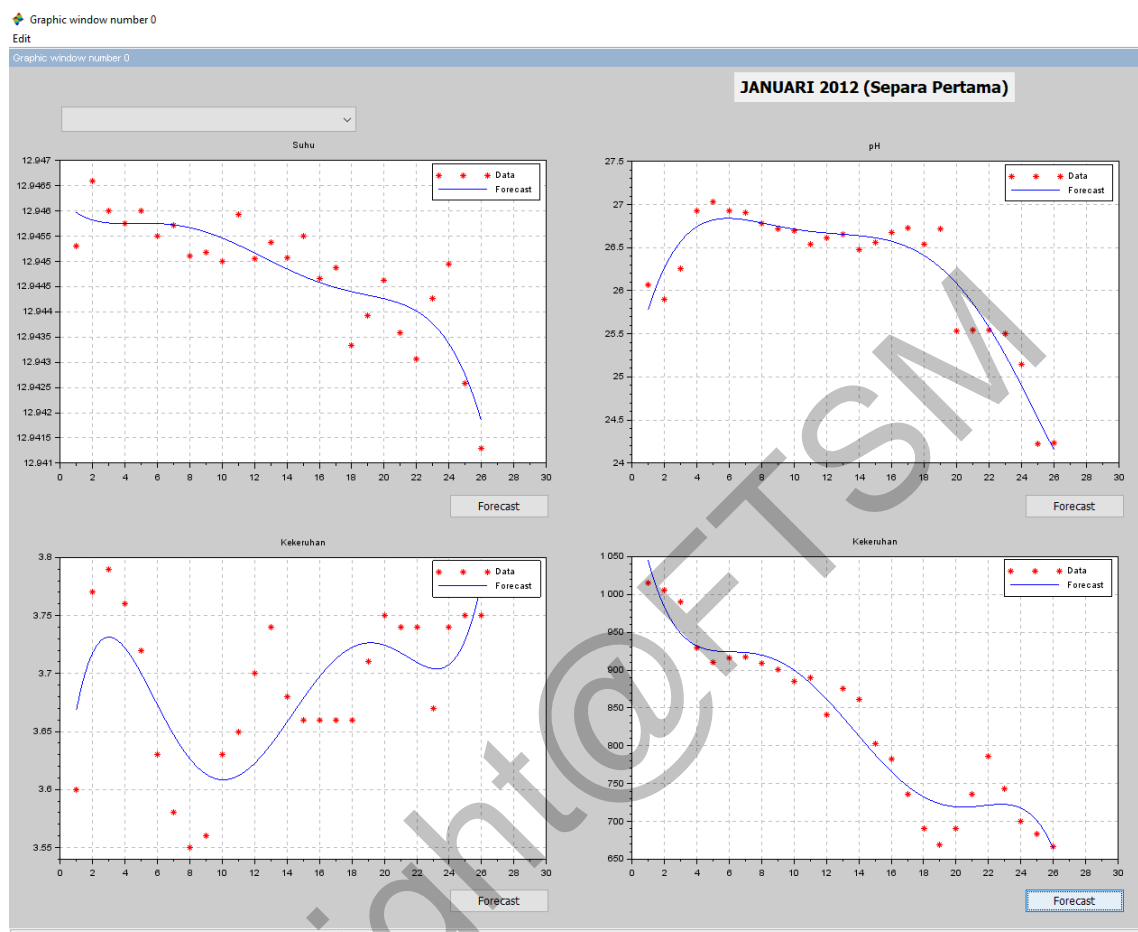 Graphic window number 0
Edit
Graphic window number 0
JANUARI 2012 (Separa Pertama)
Suhu
12.947
12.9465
12.946
12.9455
12.945
12.9445
12.944
12.9435
12.943
12.9425
12.942
12.9415
12.941
0 2 4 6 8 10 12 14 16 18 20 22 24 26 28 30
Data
Forecast
Forecast
pH
27.5
27
26.5
26
25.5
25
24.5
24
0 2 4 6 8 10 12 14 16 18 20 22 24 26 28 30
Data
Forecast
Forecast
Kekeruhan
3.8
3.75
3.7
3.65
3.6
3.55
0 2 4 6 8 10 12 14 16 18 20 22 24 26 28 30
Data
Forecast
Forecast
Kekeruhan
1 050
1 000
950
900
850
800
750
700
650
0 2 4 6 8 10 12 14 16 18 20 22 24 26 28 30
Data
Forecast
Forecast
ight@FTSM